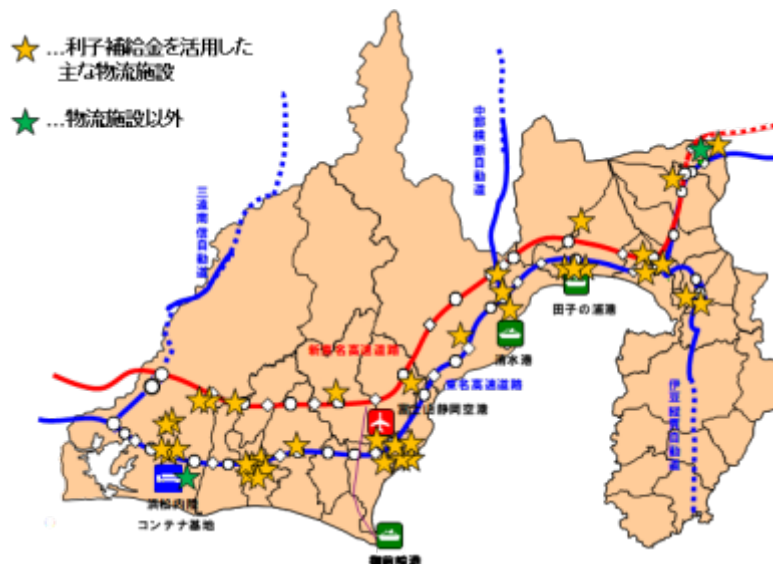 …利子補給金を活用した
主な物流施設
…物流施設以外
中部横断自動車道
三遠南信自動車道
田子の浦港
清水港
新東名高速道路
東名高速道路
富士山静岡空港
伊豆縦貫自動車道
浜松内陸
コンテナ基地
御前崎港